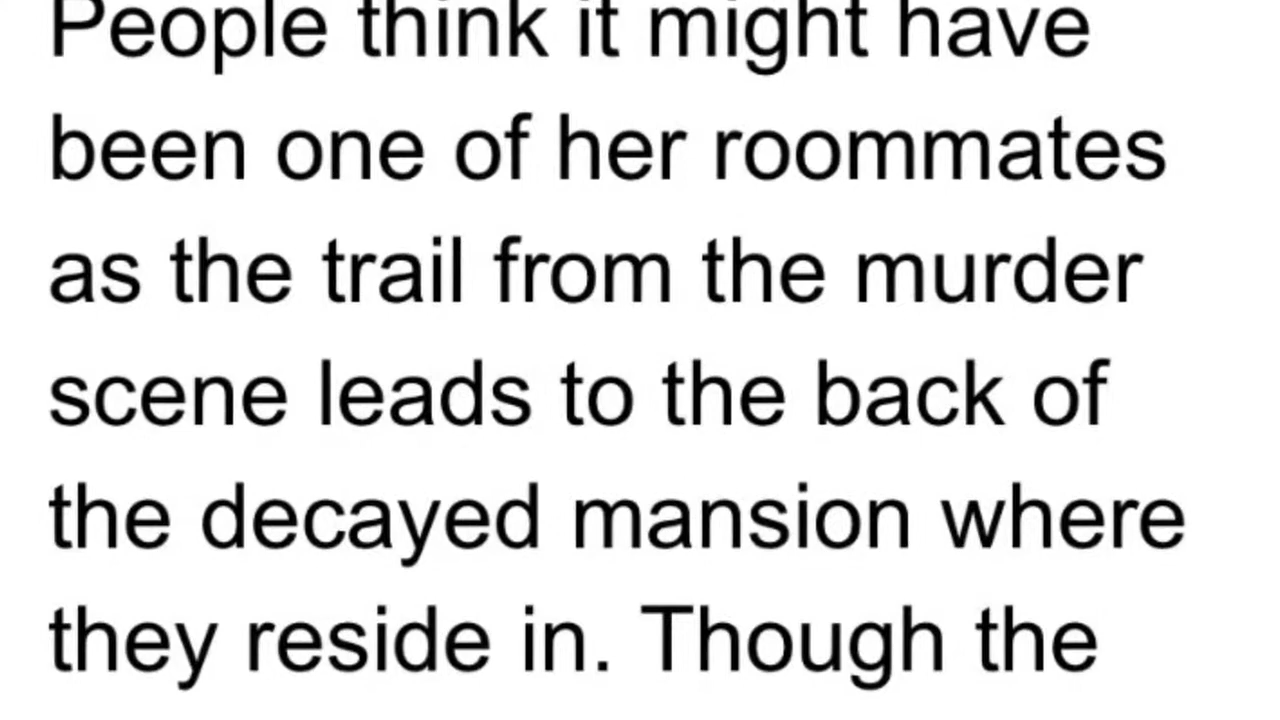 People think it might have
been one of her roommates
as the trail from the murder
scene leads to the back of
the decayed mansion where
they reside in. Though the